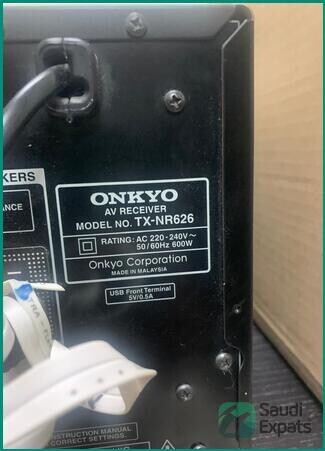 KERS
ANCE
ONKYO
AV RECEIVER
MODEL NO. TX-NR626
RATING: AC 220-240V~
50/60Hz 600W
Onkyo Corporation
MADE IN MALAYSIA
USB Front Terminal
5V/0.5A
INSTRUCTION MANUAL
CORRECT SETTINGS.
Saudi
Expats